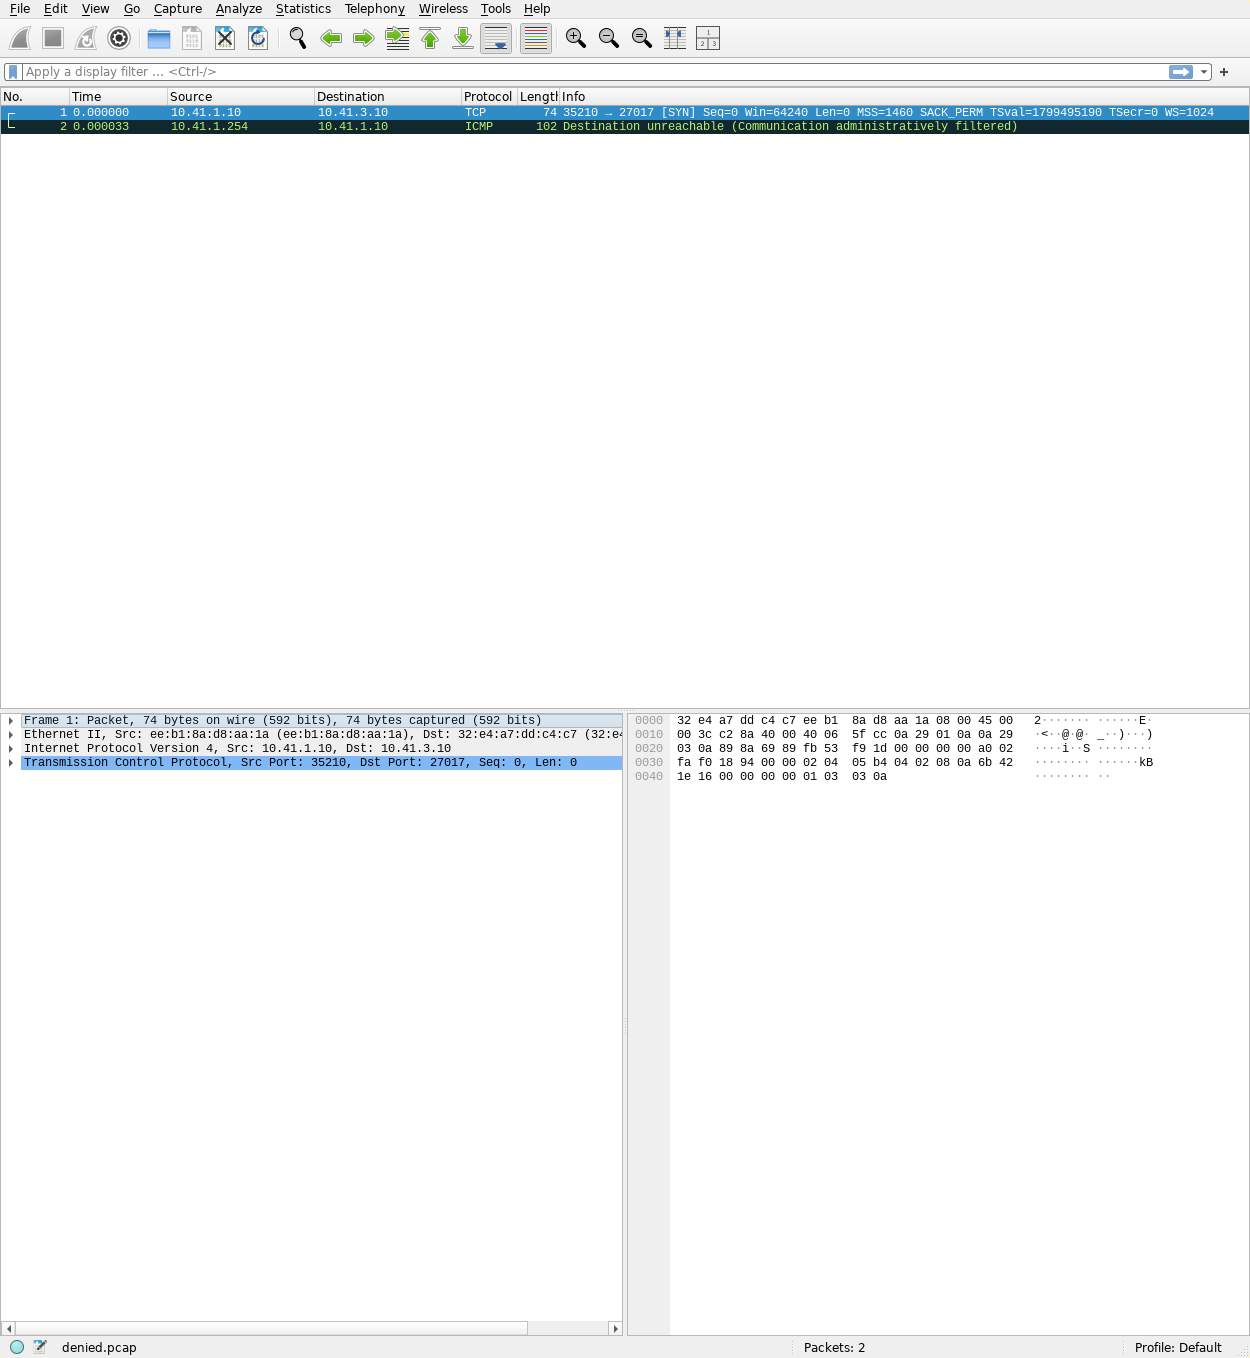 File Edit View Go Capture Analyze Statistics Telephony Wireless Tools Help
Apply a display filter … <Ctrl-/>
No. Time Source Destination Protocol Length Info
1 0.000000 10.41.1.10 10.41.3.10 TCP 74 35210 → 27017 [SYN] Seq=0 Win=64240 Len=0 MSS=1460 SACK_PERM TSval=1799495190 TSecr=0 WS=1024
2 0.000033 10.41.1.254 10.41.1.10 ICMP 102 Destination unreachable (Communication administratively filtered)
Frame 1: Packet, 74 bytes on wire (592 bits), 74 bytes captured (592 bits)
Ethernet II, Src: ee:b1:8a:d8:aa:1a (ee:b1:8a:d8:aa:1a), Dst: 32:e4:a7:dd:c4:c7 (32:e4
Internet Protocol Version 4, Src: 10.41.1.10, Dst: 10.41.3.10
Transmission Control Protocol, Src Port: 35210, Dst Port: 27017, Seq: 0, Len: 0
0000 32 e4 a7 dd c4 c7 ee b1 8a d8 aa 1a 08 00 45 00 2······· ······E·
0010 00 3c c2 8a 40 00 40 06 5f cc 0a 29 01 0a 0a 29 ·<··@·@· _··)···)
0020 03 0a 89 8a 69 89 fb 53 f9 1d 00 00 00 00 a0 02 ····i··S ········
0030 fa f0 18 94 00 00 02 04 05 b4 04 02 08 0a 6b 42 ········ ······kB
0040 1e 16 00 00 00 00 01 03 03 0a ········ ··
denied.pcap
Packets: 2
Profile: Default